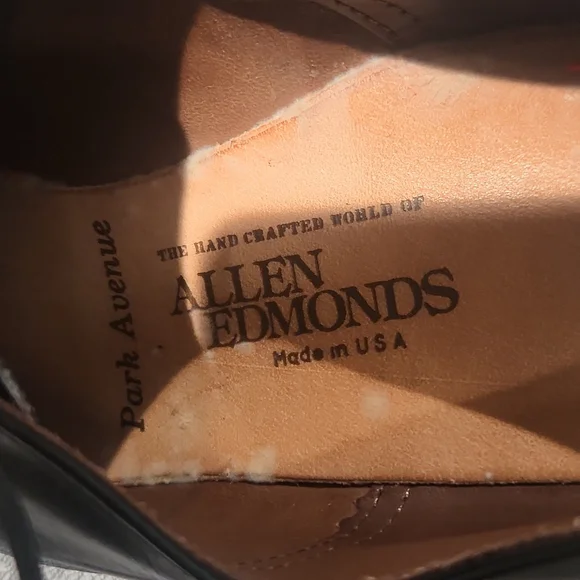 THE HAND CRAFTED WORLD OF
ALLEN
EDMONDS
Made in USA
Park Avenue